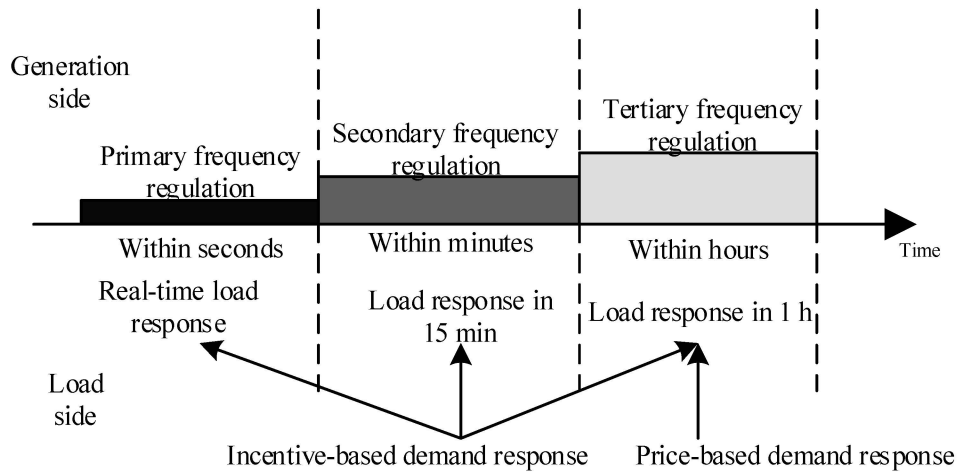 Generation
side
Primary frequency
regulation
Secondary frequency
regulation
Tertiary frequency
regulation
Within seconds
Within minutes
Within hours
Time
Real-time load
response
Load response in
15 min
Load response in 1 h
Load
side
Incentive-based demand response
Price-based demand response